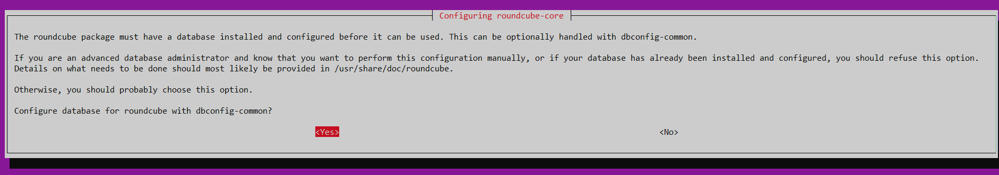 Configuring roundcube-core
The roundcube package must have a database installed and configured before it can be used. This can be optionally handled with dbconfig-common.
If you are an advanced database administrator and know that you want to perform this configuration manually, or if your database has already been installed and configured, you should refuse this option.
Details on what needs to be done should most likely be provided in /usr/share/doc/roundcube.
Otherwise, you should probably choose this option.
Configure database for roundcube with dbconfig-common?
<Yes> <No>